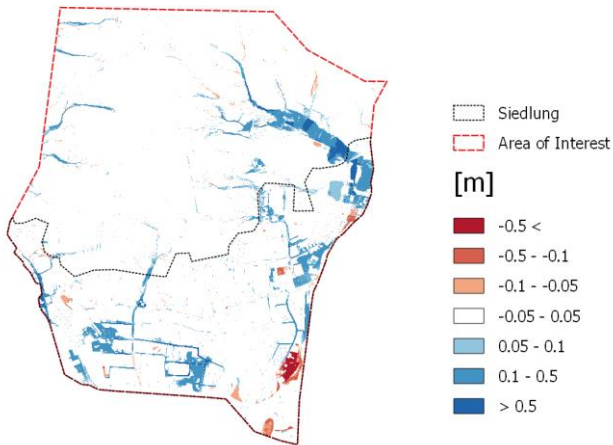 Siedlung
Area of Interest
[m]
-0.5 <
-0.5 - -0.1
-0.1 - -0.05
-0.05 - 0.05
0.05 - 0.1
0.1 - 0.5
> 0.5